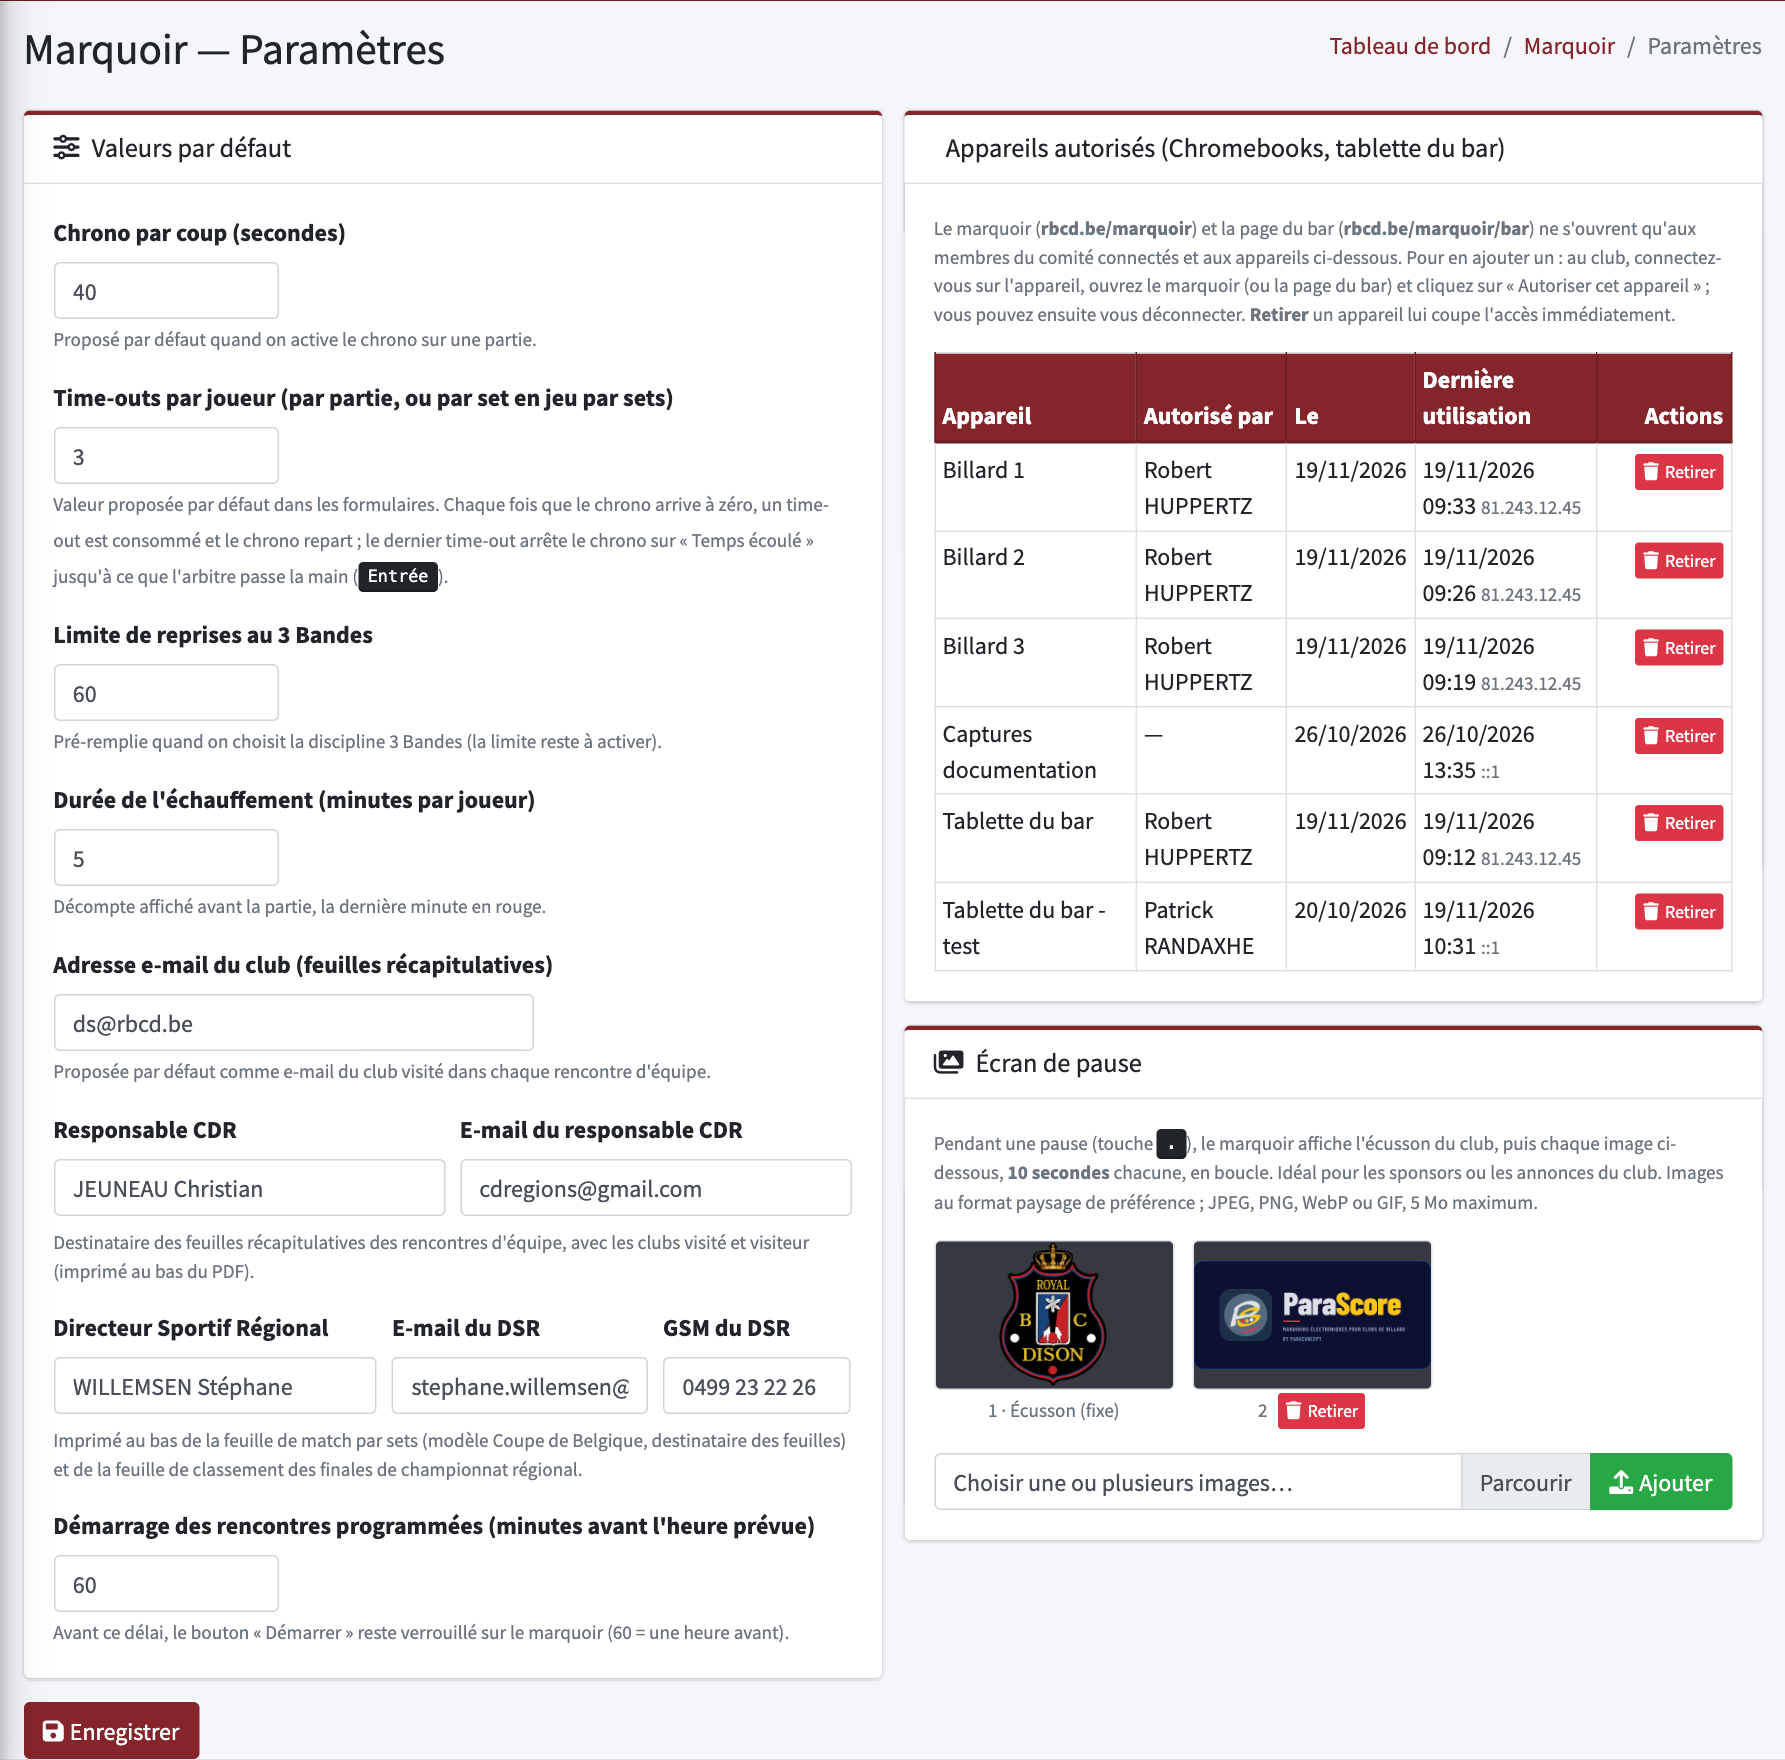 Marquoir — Paramètres
Tableau de bord / Marquoir / Paramètres
Valeurs par défaut
Chrono par coup (secondes)
40
Proposé par défaut quand on active le chrono sur une partie.
Time-outs par joueur (par partie, ou par set en jeu par sets)
3
Valeur proposée par défaut dans les formulaires. Chaque fois que le chrono arrive à zéro, un time-
out est consommé et le chrono repart ; le dernier time-out arrête le chrono sur « Temps écoulé »
jusqu'à ce que l'arbitre passe la main ( Entrée ).
Limite de reprises au 3 Bandes
60
Pré-remplie quand on choisit la discipline 3 Bandes (la limite reste à activer).
Durée de l'échauffement (minutes par joueur)
5
Décompte affiché avant la partie, la dernière minute en rouge.
Adresse e-mail du club (feuilles récapitulatives)
ds@rbcd.be
Proposée par défaut comme e-mail du club visité dans chaque rencontre d'équipe.
Responsable CDR E-mail du responsable CDR
JEUNEAU Christian cdregions@gmail.com
Destinataire des feuilles récapitulatives des rencontres d'équipe, avec les clubs visité et visiteur
(imprimé au bas du PDF).
Directeur Sportif Régional E-mail du DSR GSM du DSR
WILLEMSEN Stéphane stephane.willemsen@ 0499 23 22 26
Imprimé au bas de la feuille de match par sets (modèle Coupe de Belgique, destinataire des feuilles)
et de la feuille de classement des finales de championnat régional.
Démarrage des rencontres programmées (minutes avant l'heure prévue)
60
Avant ce délai, le bouton « Démarrer » reste verrouillé sur le marquoir (60 = une heure avant).
Enregistrer
Appareils autorisés (Chromebooks, tablette du bar)
Le marquoir (rbcd.be/marquoir) et la page du bar (rbcd.be/marquoir/bar) ne s'ouvrent qu'aux
membres du comité connectés et aux appareils ci-dessous. Pour en ajouter un : au club, connectez-
vous sur l'appareil, ouvrez le marquoir (ou la page du bar) et cliquez sur « Autoriser cet appareil » ;
vous pouvez ensuite vous déconnecter. Retirer un appareil lui coupe l'accès immédiatement.
Appareil Autorisé par Le Dernière utilisation Actions
Billard 1 Robert HUPPERTZ 19/11/2026 19/11/2026 09:33 81.243.12.45 Retirer
Billard 2 Robert HUPPERTZ 19/11/2026 19/11/2026 09:26 81.243.12.45 Retirer
Billard 3 Robert HUPPERTZ 19/11/2026 19/11/2026 09:19 81.243.12.45 Retirer
Captures documentation — 26/10/2026 26/10/2026 13:35 ::1 Retirer
Tablette du bar Robert HUPPERTZ 19/11/2026 19/11/2026 09:12 81.243.12.45 Retirer
Tablette du bar - test Patrick RANDAXHE 20/10/2026 19/11/2026 10:31 ::1 Retirer
Écran de pause
Pendant une pause (touche . ), le marquoir affiche l'écusson du club, puis chaque image ci-
dessous, 10 secondes chacune, en boucle. Idéal pour les sponsors ou les annonces du club. Images
au format paysage de préférence ; JPEG, PNG, WebP ou GIF, 5 Mo maximum.
ROYAL
B C
DISON
ParaScore
MARQUOIRS ÉLECTRONIQUES POUR CLUBS DE BILLARD
BY PARACONCEPT
1 · Écusson (fixe)
2 Retirer
Choisir une ou plusieurs images… Parcourir Ajouter